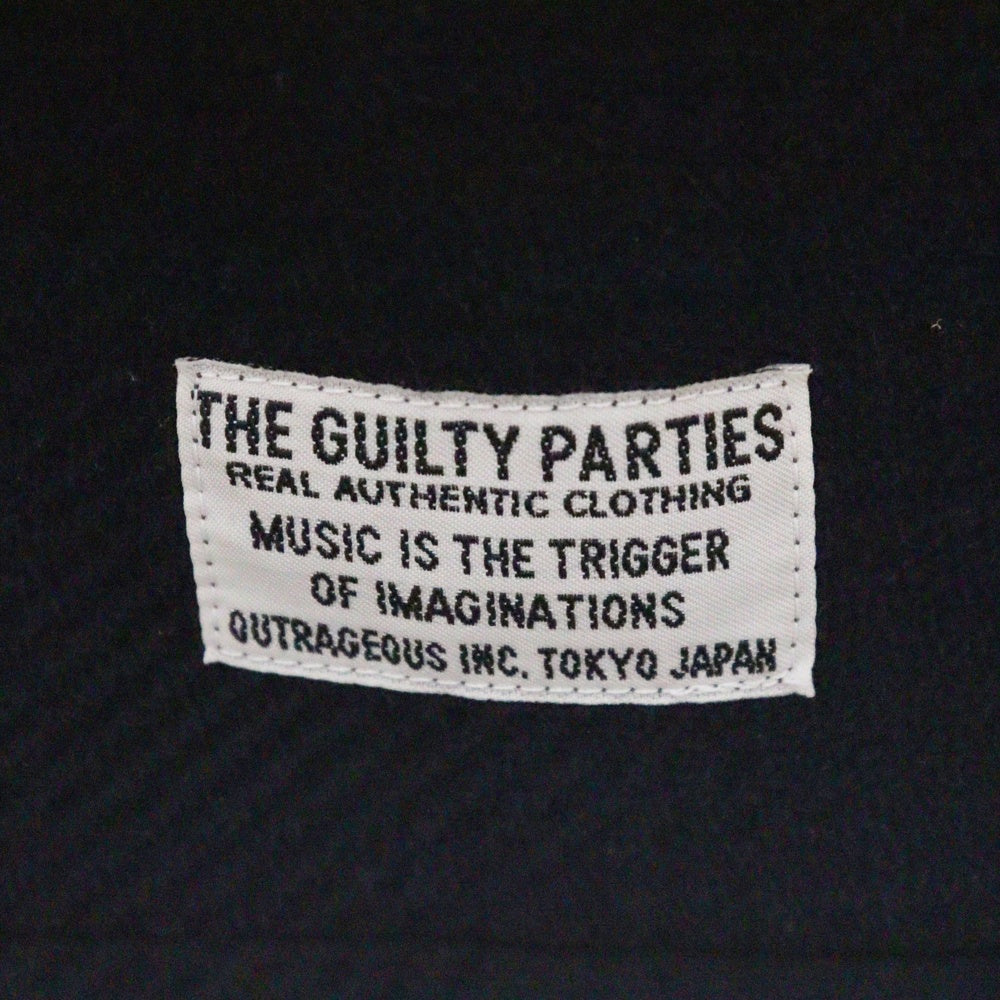 THE GUILTY PARTIES
REAL AUTHENTIC CLOTHING
MUSIC IS THE TRIGGER
OF IMAGINATIONS
OUTRAGEOUS INC. TOKYO JAPAN